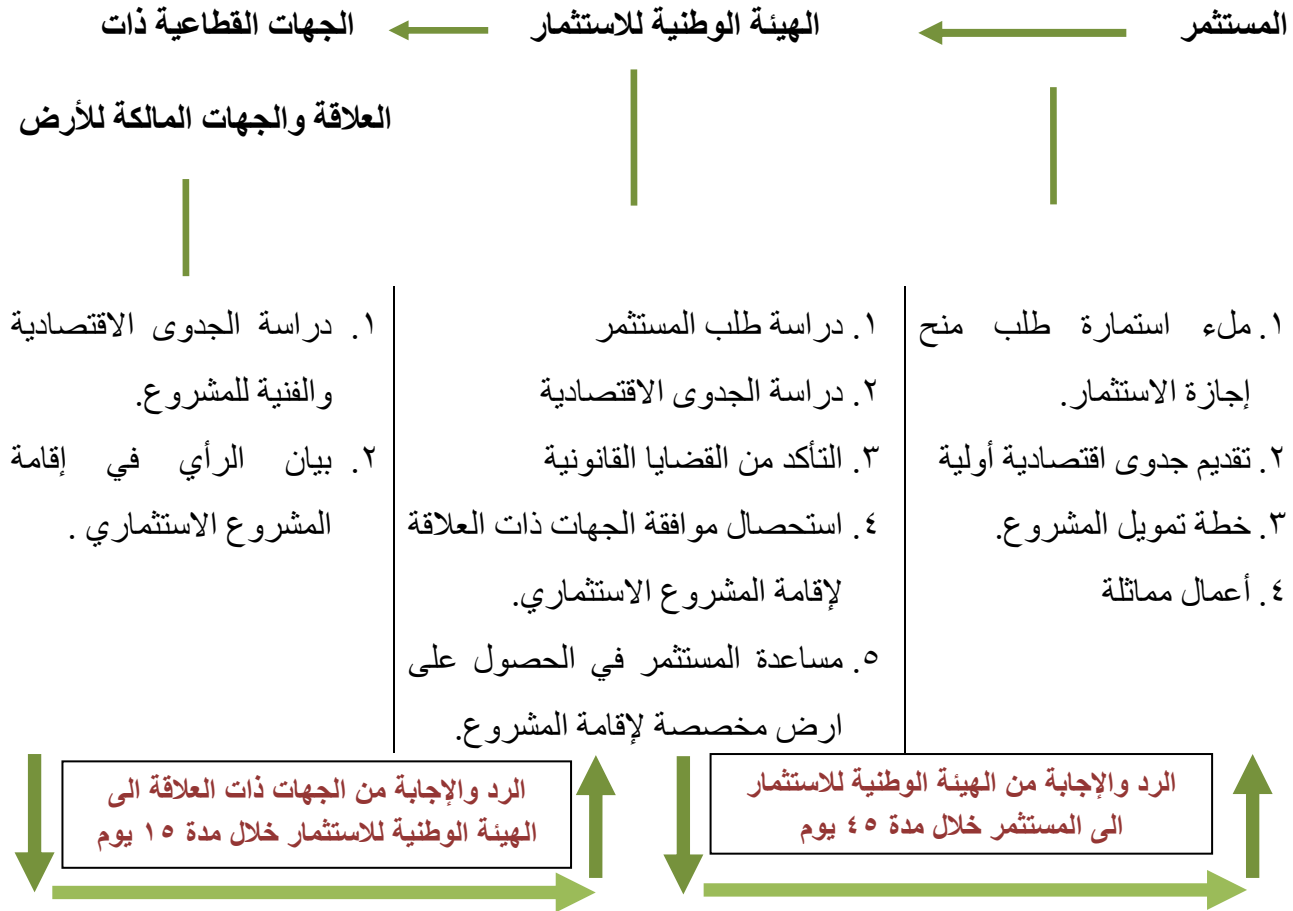 المستثمر
الهيئة الوطنية للاستثمار
الجهات القطاعية ذات
العلاقة والجهات المالكة للأرض
١. ملء استمارة طلب منح
إجازة الاستثمار.
٢. تقديم جدوى اقتصادية أولية
٣. خطة تمويل المشروع.
٤. أعمال مماثلة
١. دراسة طلب المستثمر
٢. دراسة الجدوى الاقتصادية
٣. التأكد من القضايا القانونية
٤. استحصال موافقة الجهات ذات العلاقة
لإقامة المشروع الاستثماري.
٥. مساعدة المستثمر في الحصول على
ارض مخصصة لإقامة المشروع.
١. دراسة الجدوى الاقتصادية
والفنية للمشروع.
٢. بيان الرأي في إقامة
المشروع الاستثماري .
الرد والإجابة من الهيئة الوطنية للاستثمار
الى المستثمر خلال مدة ٤٥ يوم
الرد والإجابة من الجهات ذات العلاقة الى
الهيئة الوطنية للاستثمار خلال مدة ١٥ يوم